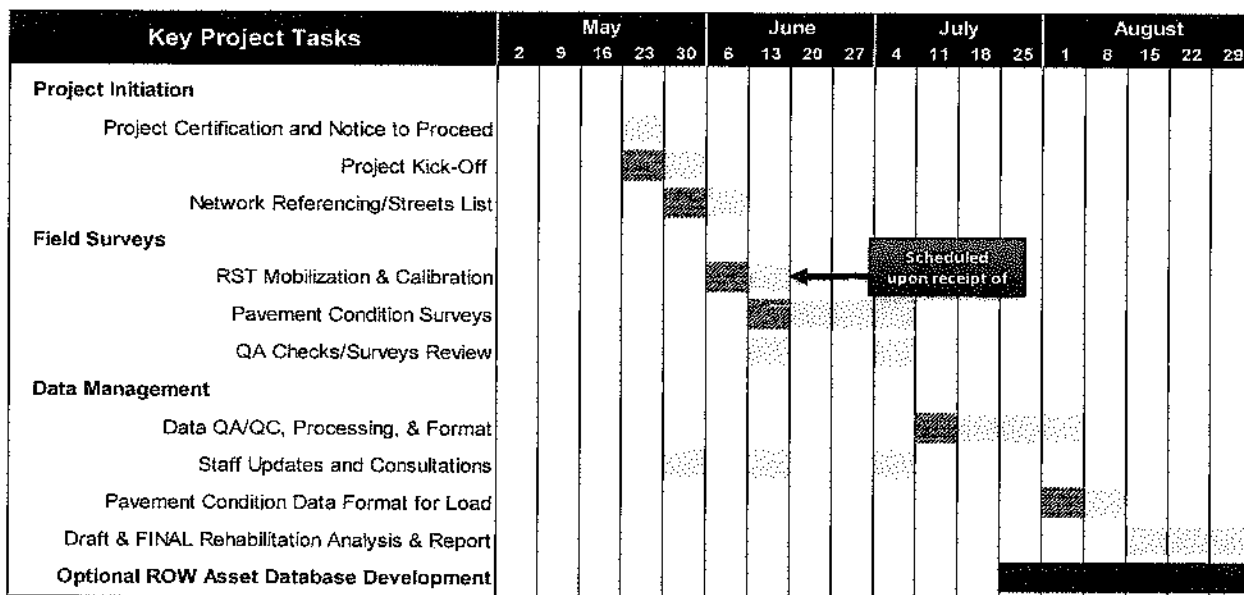 Key Project Tasks
May June July August
2 9 16 23 30 6 13 20 27 4 11 18 25 1 8 15 22 29
Project Initiation
Project Certification and Notice to Proceed
Project Kick-Off
Network Referencing/Streets List
Field Surveys
Scheduled
upon receipt of
RST Mobilization & Calibration
Pavement Condition Surveys
QA Checks/Surveys Review
Data Management
Data QA/QC, Processing, & Format
Staff Updates and Consultations
Pavement Condition Data Format for Load
Draft & FINAL Rehabilitation Analysis & Report
Optional ROW Asset Database Development